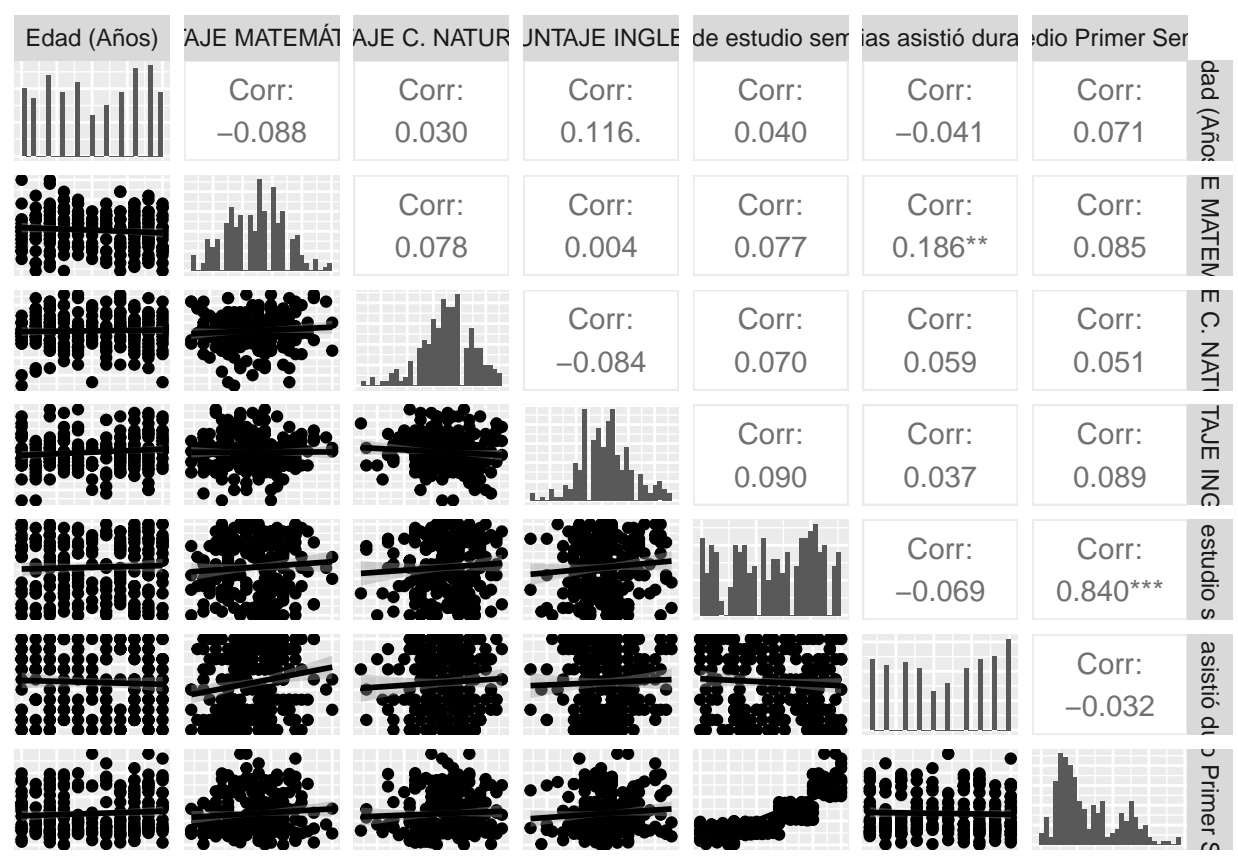 Edad (Años) TAJE MATEMÁT TAJE C. NATUR UNTAJE INGLE de estudio sem ias asistió dura edio Primer Sem
Corr: Corr: Corr: Corr: Corr: Corr:
−0.088 0.030 0.116. 0.040 −0.041 0.071
dad (Años
Corr: Corr: Corr: Corr: Corr:
0.078 0.004 0.077 0.186** 0.085
E MATEM
Corr: Corr: Corr: Corr:
−0.084 0.070 0.059 0.051
E C. NATU
Corr: Corr: Corr:
0.090 0.037 0.089
TAJE ING
Corr: Corr:
−0.069 0.840***
estudio s
Corr:
−0.032
asistió du
o Primer S